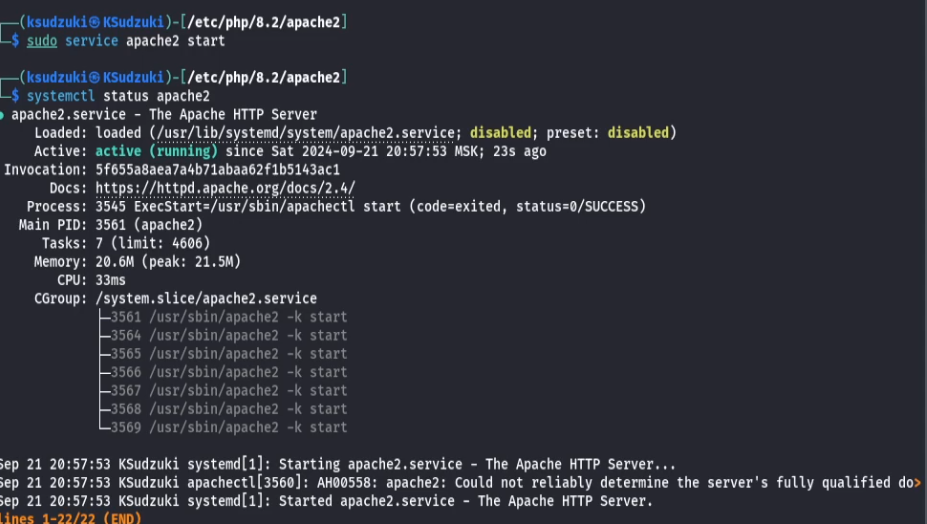 ┌──(ksudzuki㉿KSudzuki)-[/etc/php/8.2/apache2]
└─$ sudo service apache2 start
┌──(ksudzuki㉿KSudzuki)-[/etc/php/8.2/apache2]
└─$ systemctl status apache2
● apache2.service - The Apache HTTP Server
Loaded: loaded (/usr/lib/systemd/system/apache2.service; disabled; preset: disabled)
Active: active (running) since Sat 2024-09-21 20:57:53 MSK; 23s ago
Invocation: 5f655a8aea7a4b71abaa62f1b5143ac1
Docs: https://httpd.apache.org/docs/2.4/
Process: 3545 ExecStart=/usr/sbin/apachectl start (code=exited, status=0/SUCCESS)
Main PID: 3561 (apache2)
Tasks: 7 (limit: 4606)
Memory: 20.6M (peak: 21.5M)
CPU: 33ms
CGroup: /system.slice/apache2.service
├─3561 /usr/sbin/apache2 -k start
├─3564 /usr/sbin/apache2 -k start
├─3565 /usr/sbin/apache2 -k start
├─3566 /usr/sbin/apache2 -k start
├─3567 /usr/sbin/apache2 -k start
├─3568 /usr/sbin/apache2 -k start
└─3569 /usr/sbin/apache2 -k start
Sep 21 20:57:53 KSudzuki systemd[1]: Starting apache2.service - The Apache HTTP Server...
Sep 21 20:57:53 KSudzuki apachectl[3560]: AH00558: apache2: Could not reliably determine the server's fully qualified do>
Sep 21 20:57:53 KSudzuki systemd[1]: Started apache2.service - The Apache HTTP Server.
lines 1-22/22 (END)